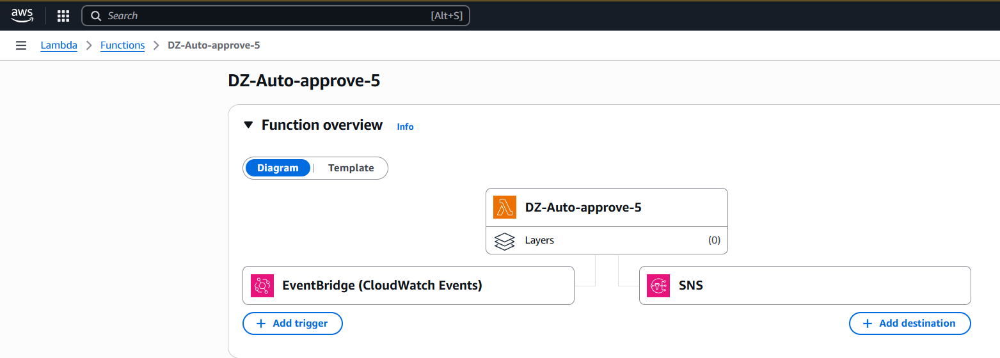 aws Search [Alt+S]
Lambda Functions DZ-Auto-approve-5
DZ-Auto-approve-5
Function overview Info
Diagram Template
DZ-Auto-approve-5
Layers (0)
EventBridge (CloudWatch Events) SNS
Add trigger Add destination